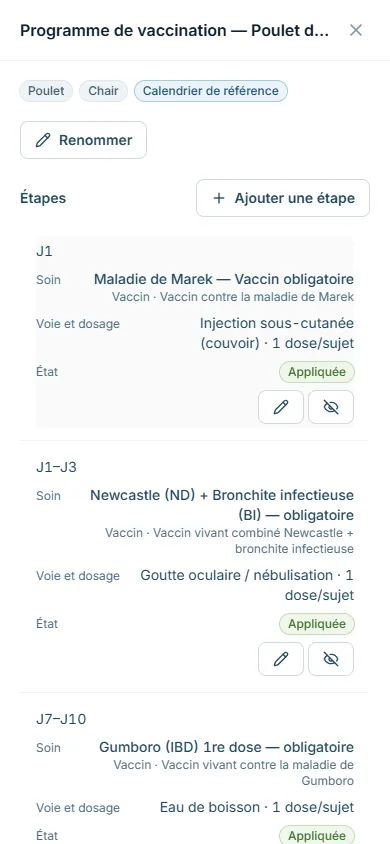 Programme de vaccination — Poulet d...
Poulet
Chair
Calendrier de référence
Renommer
Étapes
Ajouter une étape
J1
Soin
Maladie de Marek — Vaccin obligatoire
Vaccin · Vaccin contre la maladie de Marek
Voie et dosage
Injection sous-cutanée
(couvoir) · 1 dose/sujet
État
Appliquée
J1–J3
Soin
Newcastle (ND) + Bronchite infectieuse
(BI) — obligatoire
Vaccin · Vaccin vivant combiné Newcastle +
bronchite infectieuse
Voie et dosage
Goutte oculaire / nébulisation · 1
dose/sujet
État
Appliquée
J7–J10
Soin
Gumboro (IBD) 1re dose — obligatoire
Vaccin · Vaccin vivant contre la maladie de
Gumboro
Voie et dosage
Eau de boisson · 1 dose/sujet
État
Appliquée